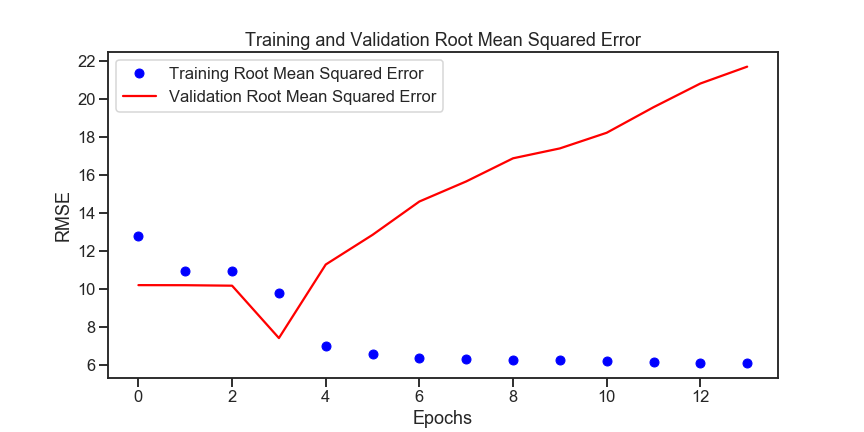 Training and Validation Root Mean Squared Error
Training Root Mean Squared Error
Validation Root Mean Squared Error
RMSE
22
20
18
16
14
12
10
8
6
0 2 4 6 8 10 12
Epochs